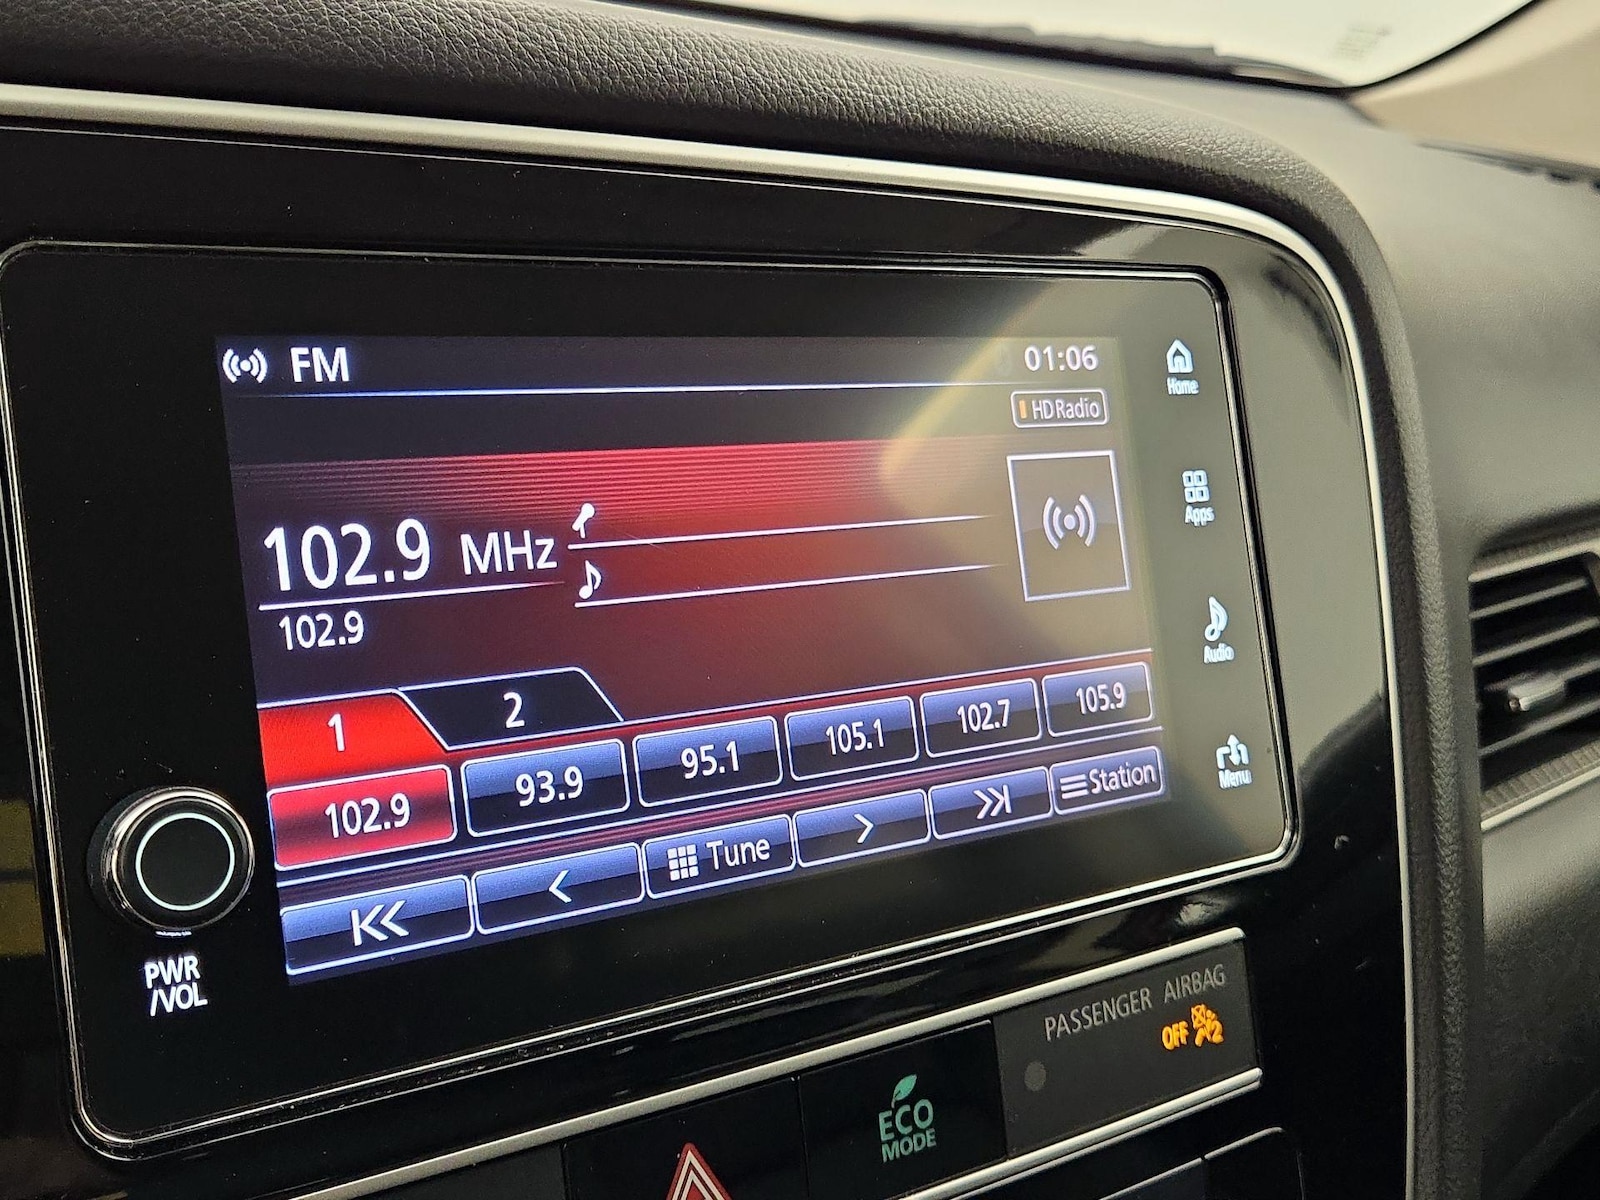 FM
01:06
HD Radio
Home
102.9 MHz
102.9
Apps
Audio
1
2
102.9
93.9
95.1
105.1
102.7
105.9
Tune
Station
Menu
PWR
/VOL
PASSENGER AIRBAG
OFF 2
ECO
MODE